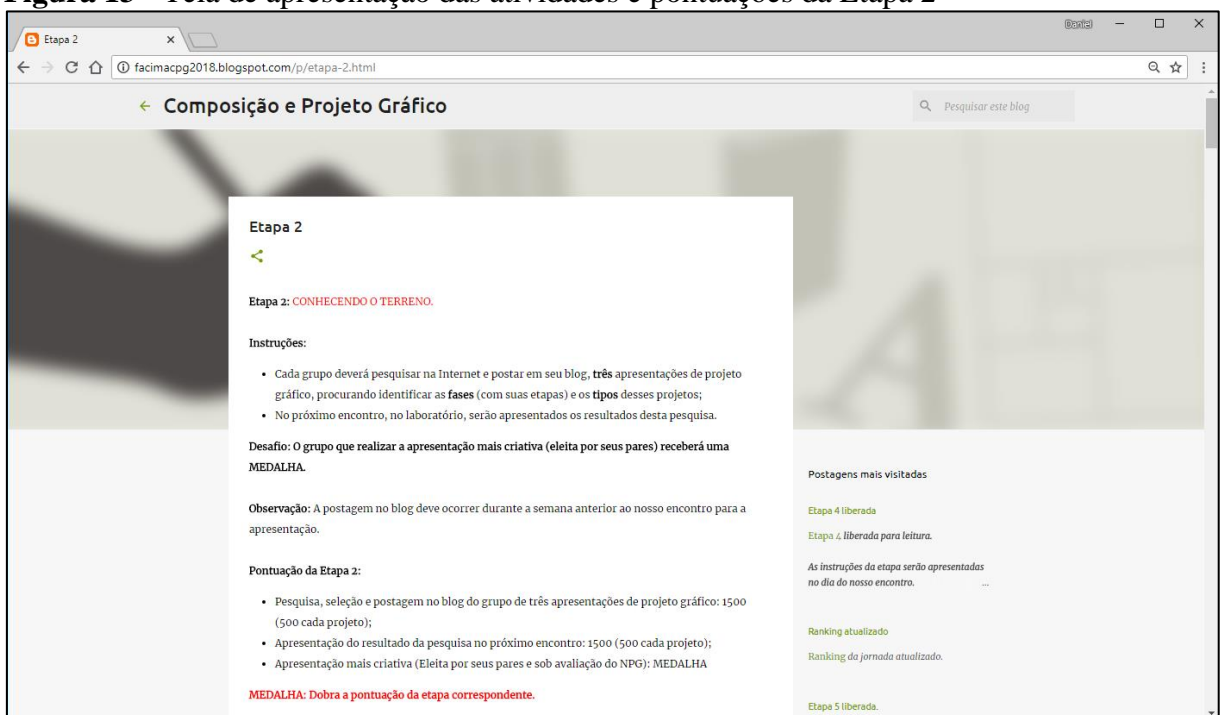 Figura 13 - Tela de apresentação das atividades e pontuações da Etapa 2
Etapa 2
Daniel
facimacpg2018.blogspot.com/p/etapa-2.html
Composição e Projeto Gráfico
Pesquisar este blog
Etapa 2
Etapa 2: CONHECENDO O TERRENO.
Instruções:
• Cada grupo deverá pesquisar na Internet e postar em seu blog, três apresentações de projeto
gráfico, procurando identificar as fases (com suas etapas) e os tipos desses projetos;
• No próximo encontro, no laboratório, serão apresentados os resultados desta pesquisa.
Desafio: O grupo que realizar a apresentação mais criativa (eleita por seus pares) receberá uma
MEDALHA.
Observação: A postagem no blog deve ocorrer durante a semana anterior ao nosso encontro para a
apresentação.
Pontuação da Etapa 2:
• Pesquisa, seleção e postagem no blog do grupo de três apresentações de projeto gráfico: 1500
(500 cada projeto);
• Apresentação do resultado da pesquisa no próximo encontro: 1500 (500 cada projeto);
• Apresentação mais criativa (Eleita por seus pares e sob avaliação do NPG): MEDALHA
MEDALHA: Dobra a pontuação da etapa correspondente.
Postagens mais visitadas
Etapa 4 liberada
Etapa 4 liberada para leitura.
As instruções da etapa serão apresentadas
no dia do nosso encontro. ...
Ranking atualizado
Ranking da jornada atualizado.
Etapa 5 liberada.